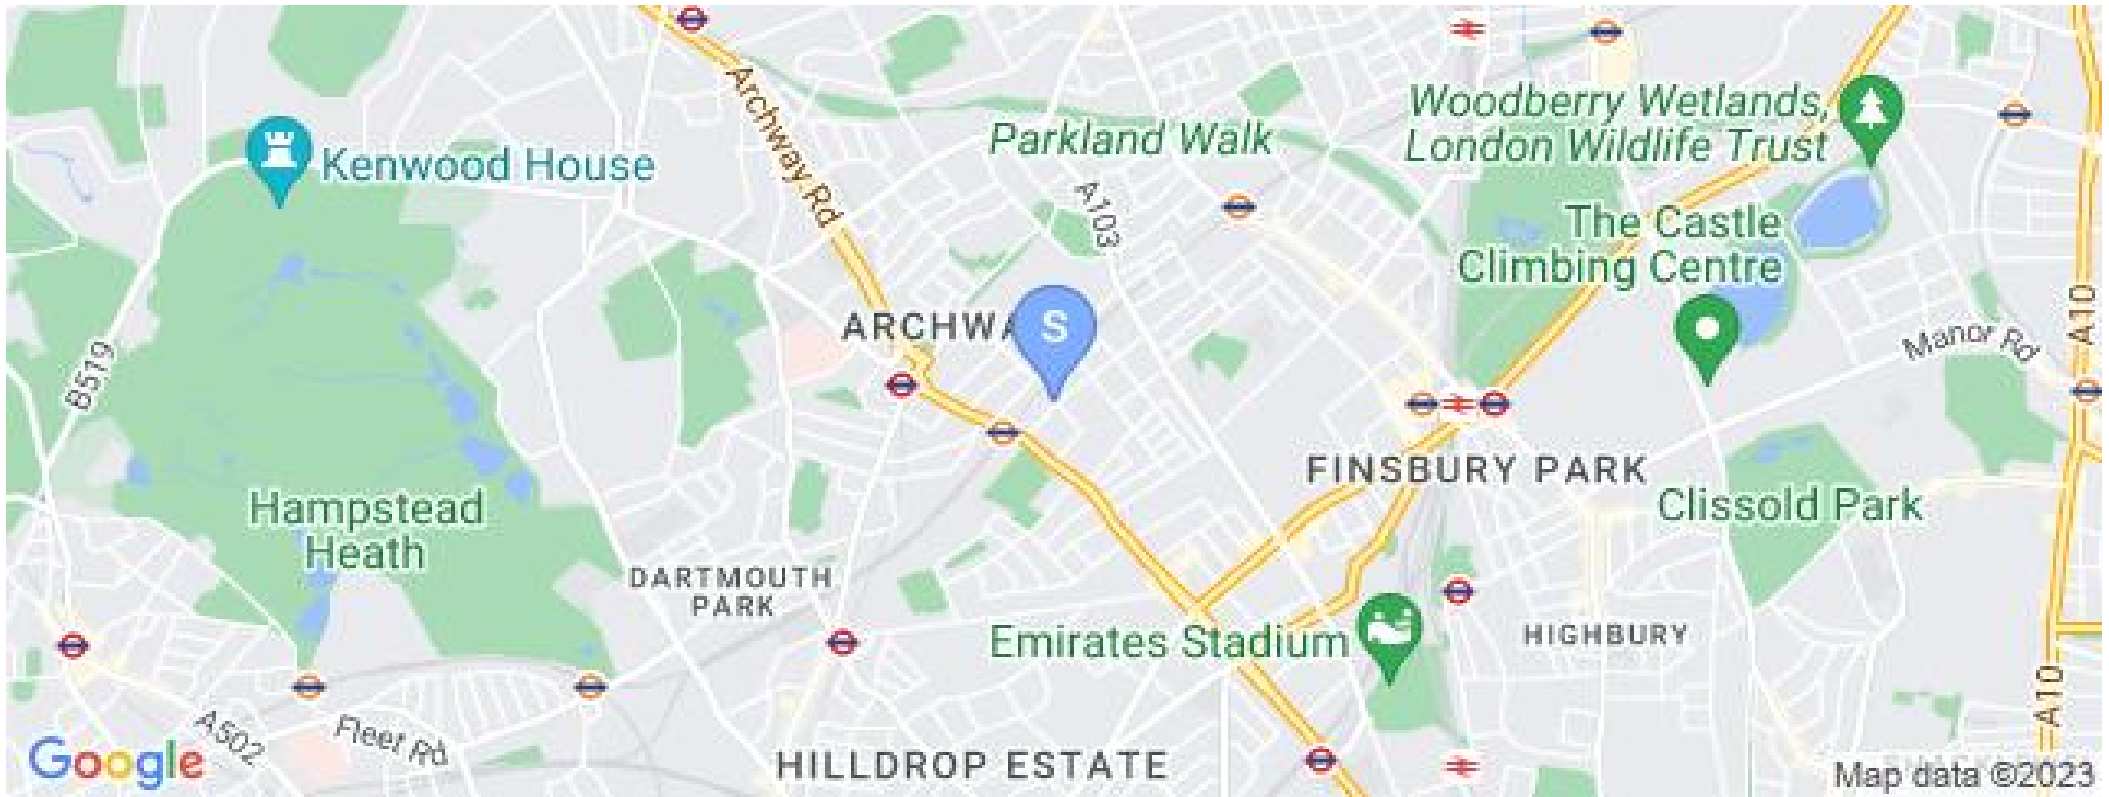 Archway Rd
Woodberry Wetlands,
London Wildlife Trust
Parkland Walk
Kenwood House
A103
The Castle
Climbing Centre
ARCHWA
S
A10
Manor Rd
B519
FINSBURY PARK
Clissold Park
Hampstead
Heath
DARTMOUTH
PARK
Emirates Stadium
HIGHBURY
A10
A502
Fleet Rd
Google
HILLDROP ESTATE
Map data ©2023